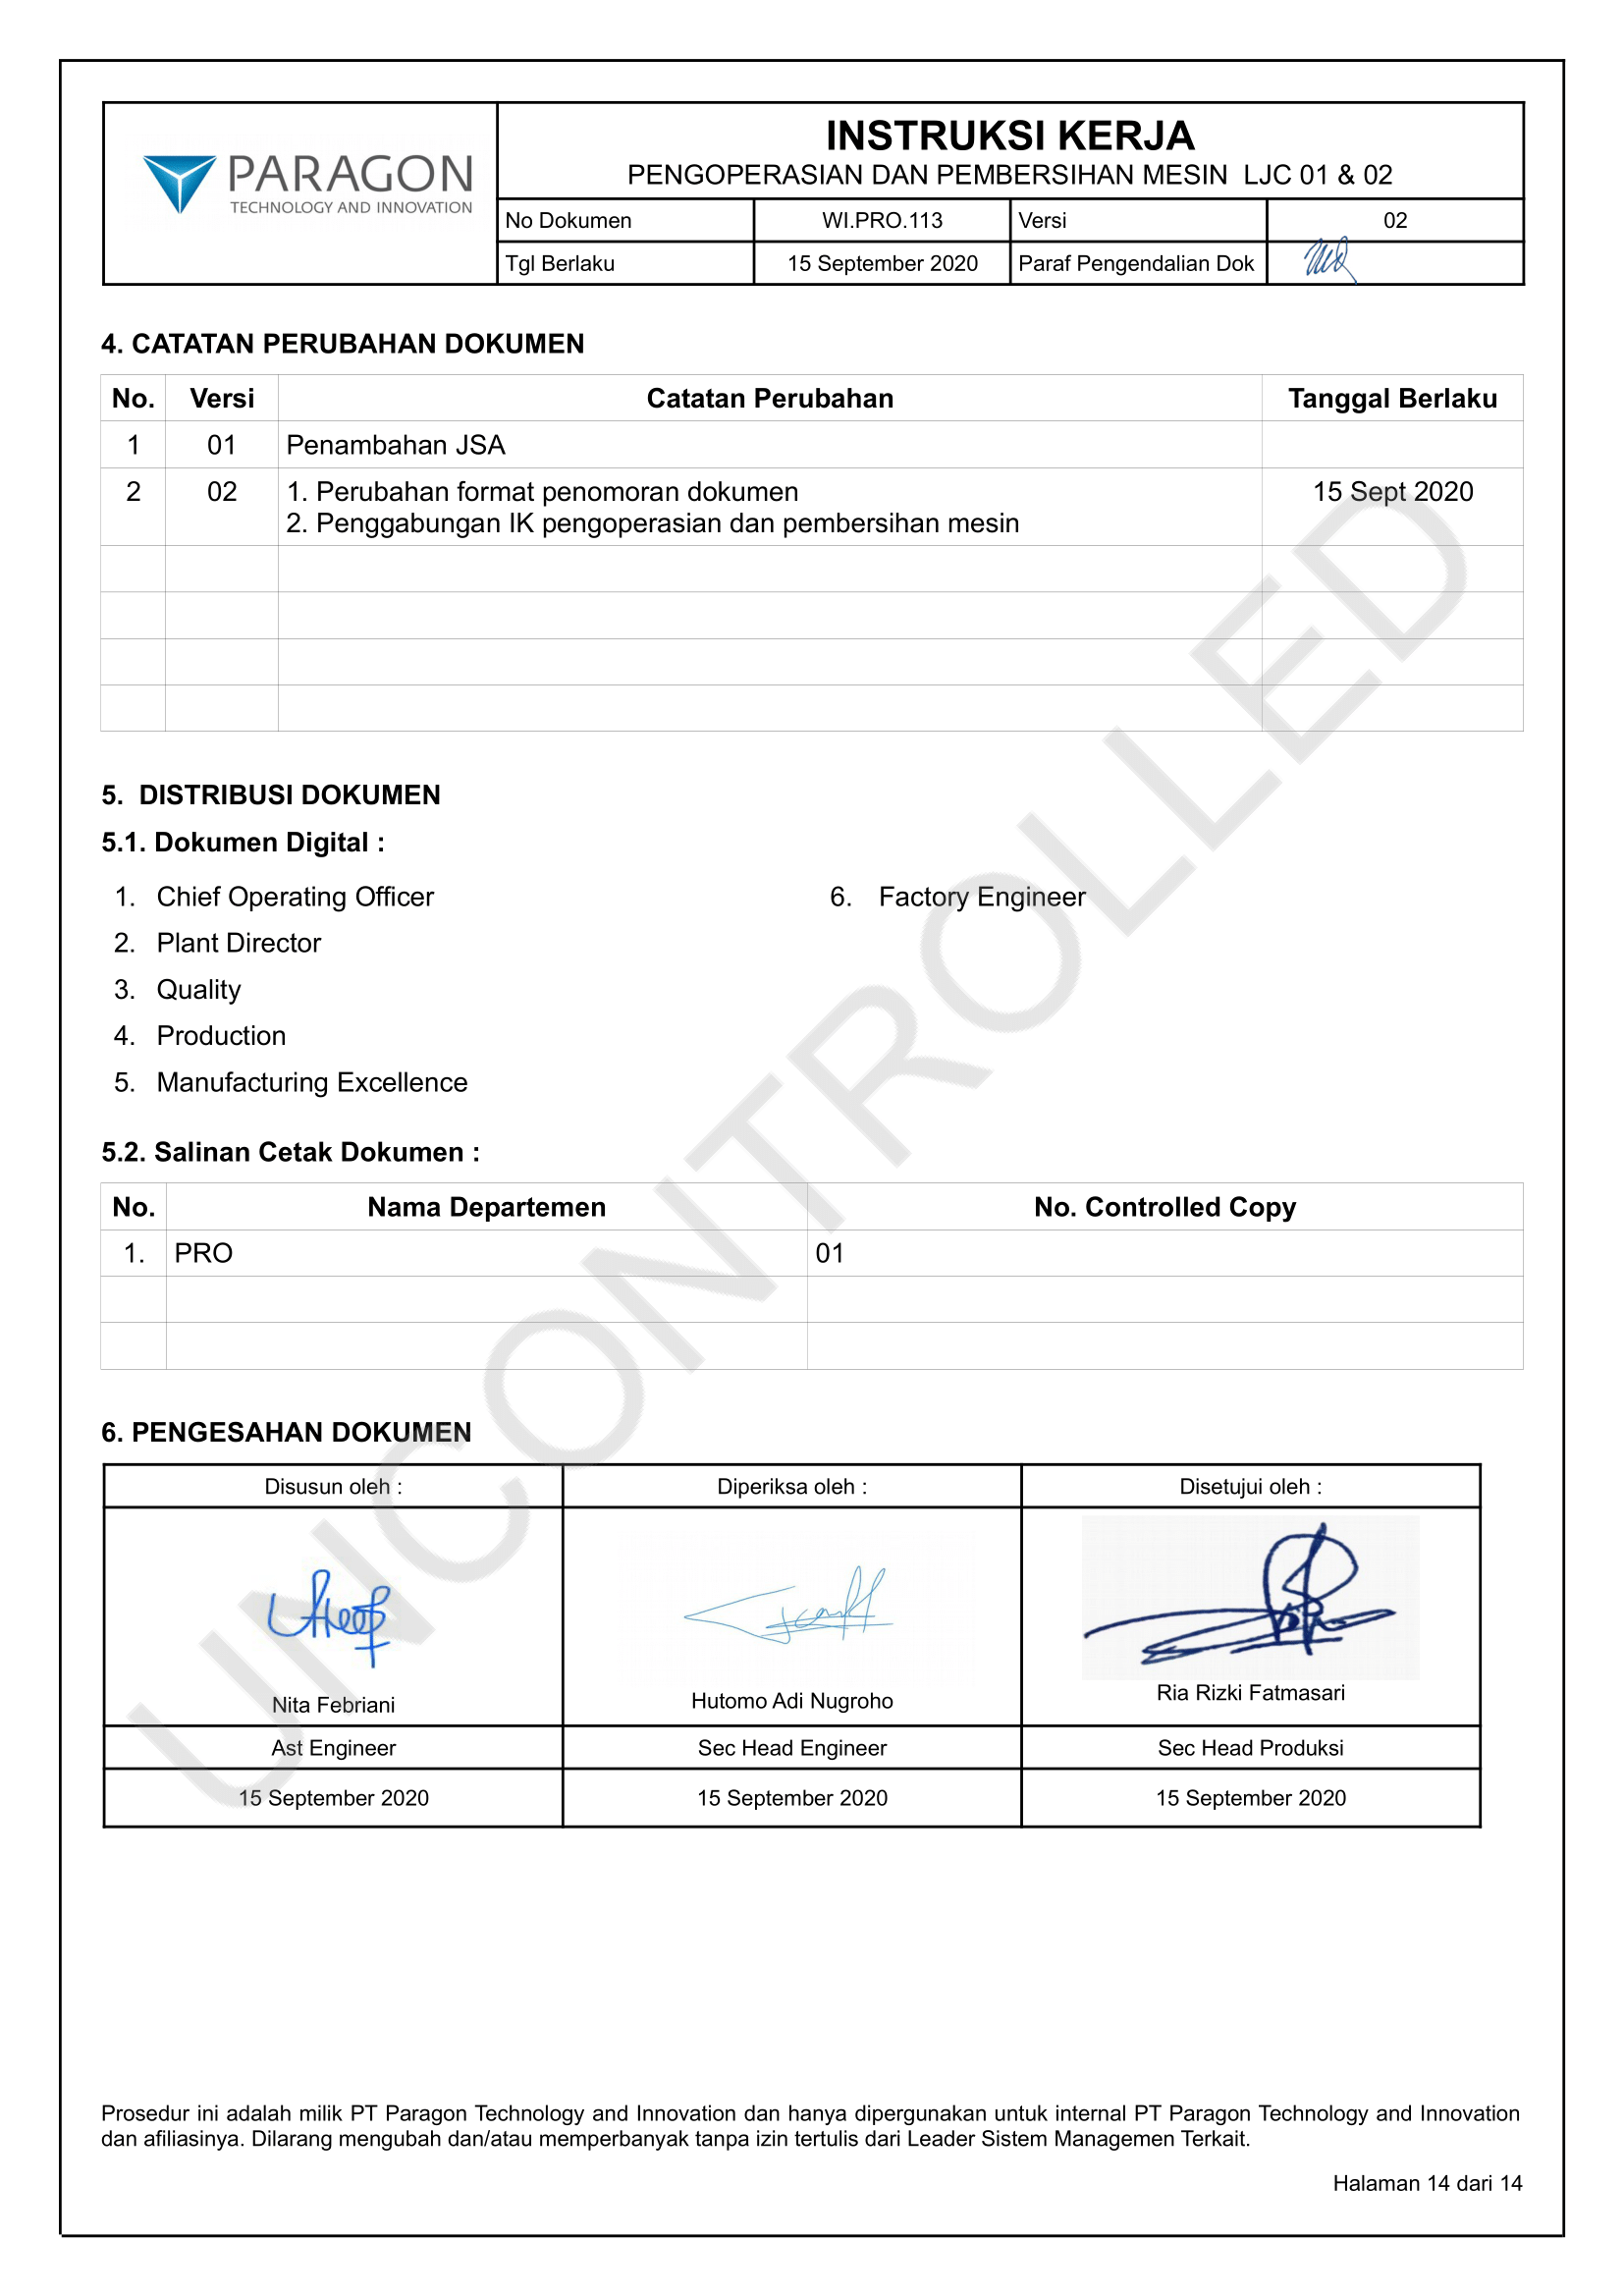 PARAGON
TECHNOLOGY AND INNOVATION
INSTRUKSI KERJA
PENGOPERASIAN DAN PEMBERSIHAN MESIN LJC 01 & 02
No Dokumen WI.PRO.113 Versi 02
Tgl Berlaku 15 September 2020 Paraf Pengendalian Dok
4. CATATAN PERUBAHAN DOKUMEN
No. Versi Catatan Perubahan Tanggal Berlaku
1 01 Penambahan JSA
2 02 1. Perubahan format penomoran dokumen 15 Sept 2020
2. Penggabungan IK pengoperasian dan pembersihan mesin
5. DISTRIBUSI DOKUMEN
5.1. Dokumen Digital :
1. Chief Operating Officer 6. Factory Engineer
2. Plant Director
3. Quality
4. Production
5. Manufacturing Excellence
5.2. Salinan Cetak Dokumen :
No. Nama Departemen No. Controlled Copy
1. PRO 01
6. PENGESAHAN DOKUMEN
Disusun oleh : Diperiksa oleh : Disetujui oleh :
Nita Febriani Hutomo Adi Nugroho Ria Rizki Fatmasari
Ast Engineer Sec Head Engineer Sec Head Produksi
15 September 2020 15 September 2020 15 September 2020
UNCONTROLLED
Prosedur ini adalah milik PT Paragon Technology and Innovation dan hanya dipergunakan untuk internal PT Paragon Technology and Innovation
dan afiliasinya. Dilarang mengubah dan/atau memperbanyak tanpa izin tertulis dari Leader Sistem Managemen Terkait.
Halaman 14 dari 14